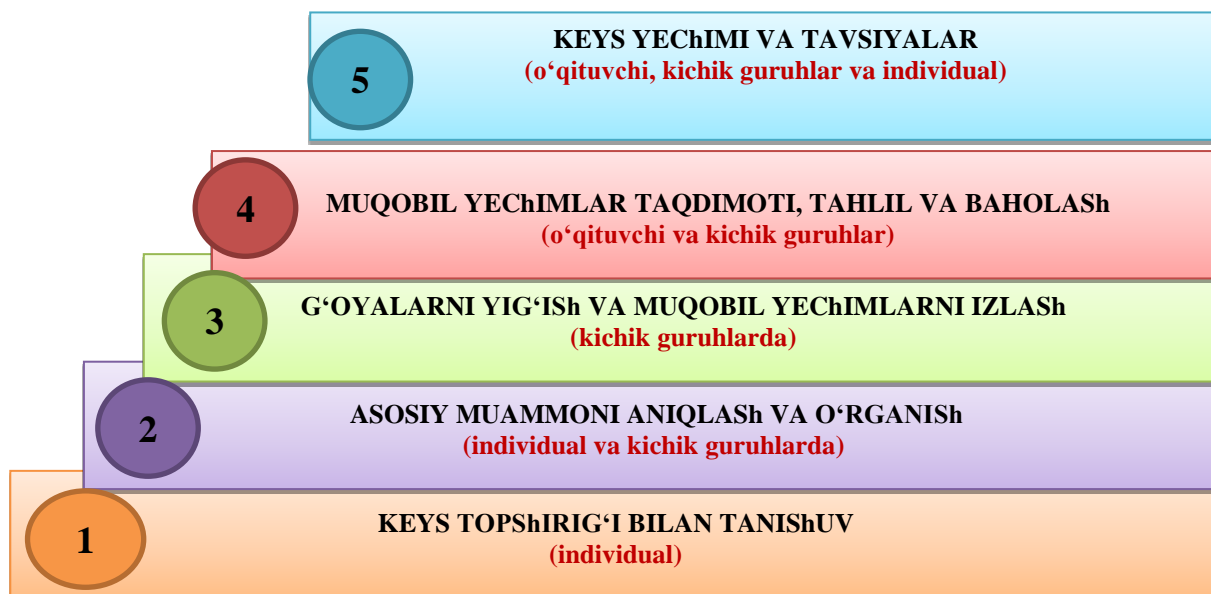 5
KEYS YEChIMI VA TAVSIYALAR
(o‘qituvchi, kichik guruhlar va individual)
4
MUQOBIL YEChIMLAR TAQDIMOTI, TAHLIL VA BAHOLASh
(o‘qituvchi va kichik guruhlar)
3
G‘OYALARNI YIG‘ISh VA MUQOBIL YEChIMLARNI IZLASh
(kichik guruhlarda)
2
ASOSIY MUAMMONI ANIQLASh VA O‘RGANISh
(individual va kichik guruhlarda)
1
KEYS TOPShIRIG‘I BILAN TANIShUV
(individual)